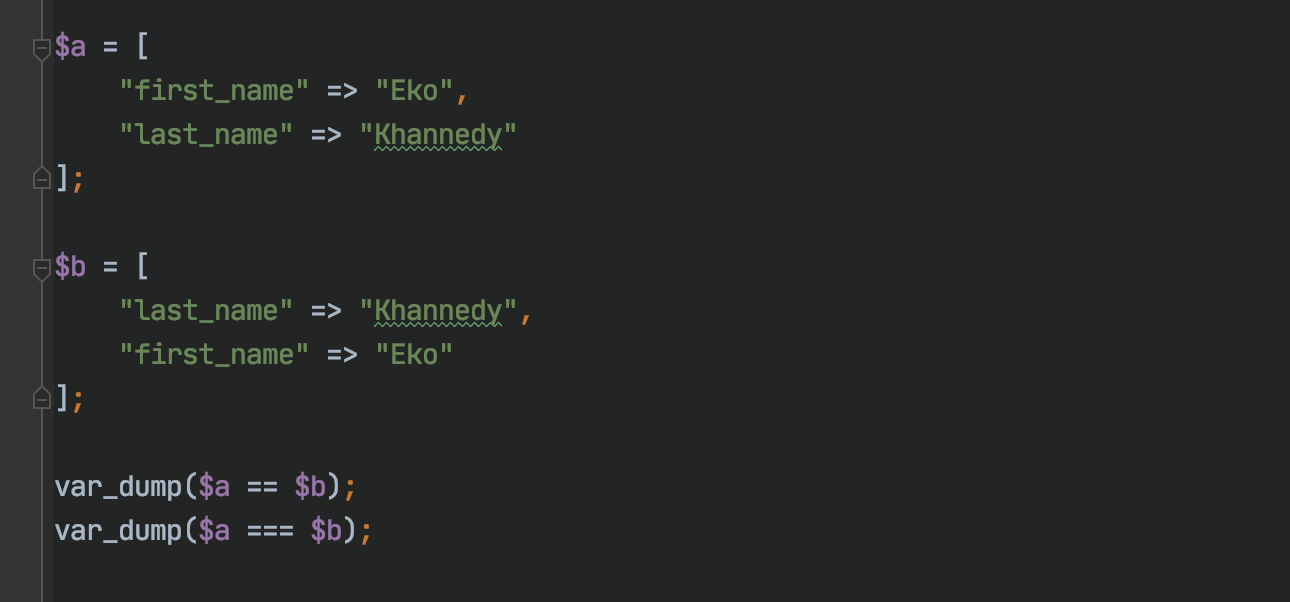 $a = [
    "first_name" => "Eko",
    "last_name" => "Khannedy"
];
$b = [
    "last_name" => "Khannedy",
    "first_name" => "Eko"
];
var_dump($a == $b);
var_dump($a === $b);